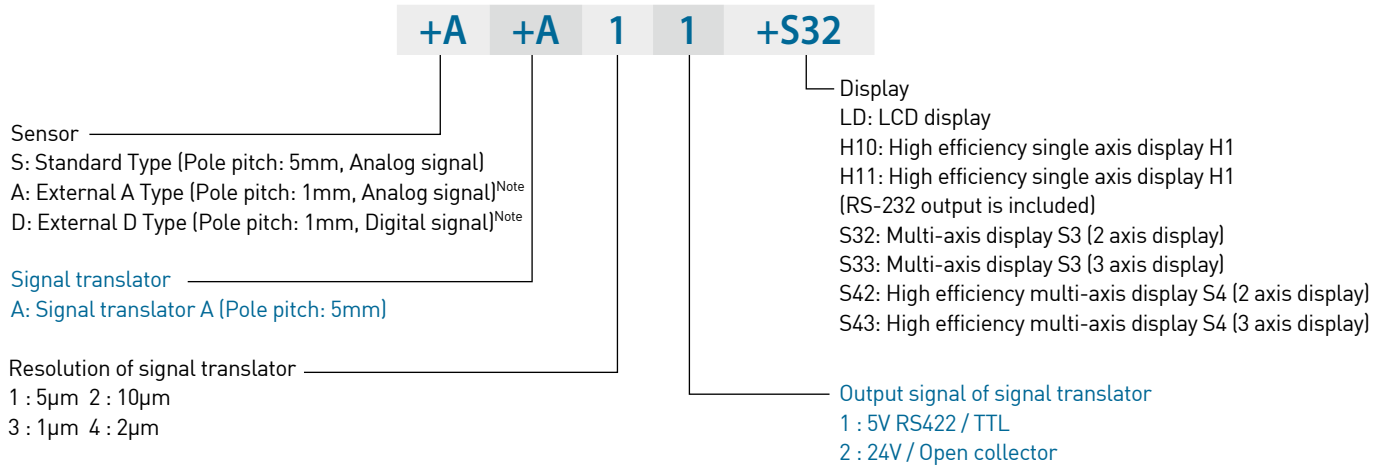 +A +A 1 1 +S32
Sensor
S: Standard Type (Pole pitch: 5mm, Analog signal)
A: External A Type (Pole pitch: 1mm, Analog signal)Note
D: External D Type (Pole pitch: 1mm, Digital signal)Note
Signal translator
A: Signal translator A (Pole pitch: 5mm)
Resolution of signal translator
1 : 5µm 2 : 10µm
3 : 1µm 4 : 2µm
Display
LD: LCD display
H10: High efficiency single axis display H1
H11: High efficiency single axis display H1
(RS-232 output is included)
S32: Multi-axis display S3 (2 axis display)
S33: Multi-axis display S3 (3 axis display)
S42: High efficiency multi-axis display S4 (2 axis display)
S43: High efficiency multi-axis display S4 (3 axis display)
Output signal of signal translator
1 : 5V RS422 / TTL
2 : 24V / Open collector